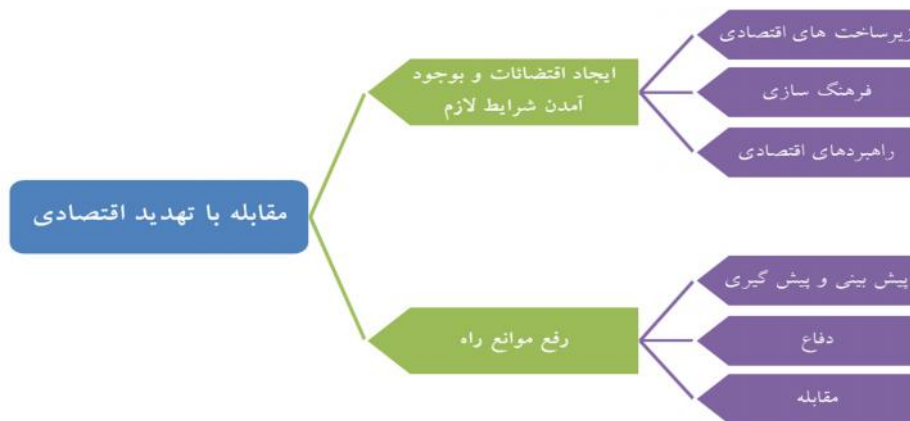 مقابله با تهدید اقتصادی
ایجاد اقتضائات و بوجود
آمدن شرایط لازم
زیرساخت های اقتصادی
فرهنگ سازی
راهبردهای اقتصادی
رفع موانع راه
پیش بینی و پیش گیری
دفاع
مقابله